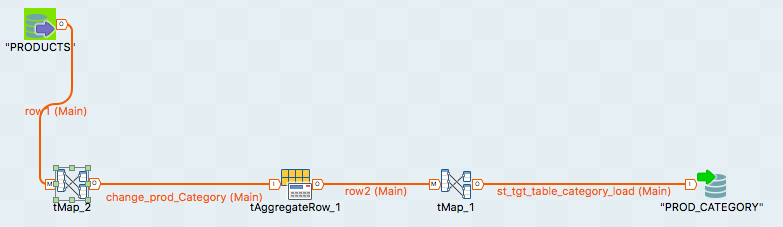 O
"PRODUCTS"
row1 (Main)
M
O
I
O
M
O
I
change_prod_Category (Main)
row2 (Main)
st_tgt_table_category_load (Main)
tMap_2
tAggregateRow_1
tMap_1
"PROD_CATEGORY"